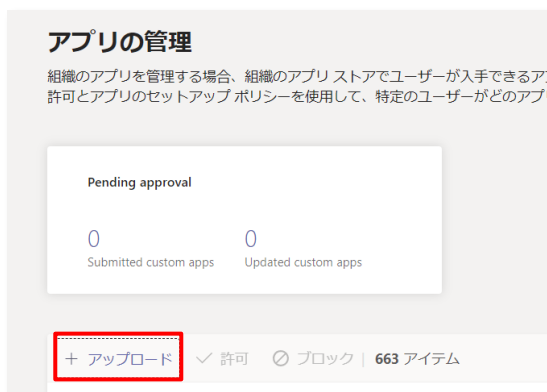 アプリの管理
組織のアプリを管理する場合、組織のアプリ ストアでユーザーが入手できるア
許可とアプリのセットアップ ポリシーを使用して、特定のユーザーがどのアプ
Pending approval
0 0
Submitted custom apps Updated custom apps
+ アップロード ✓ 許可 ⊘ ブロック | 663 アイテム